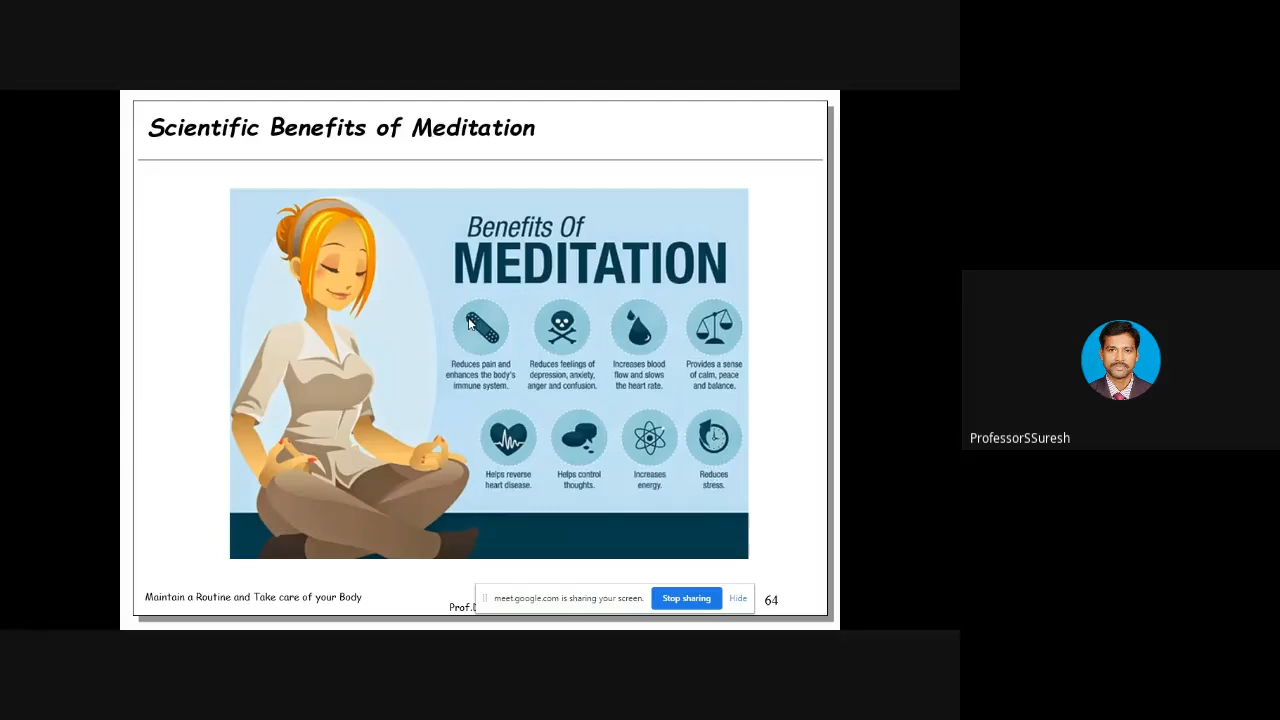 Scientific Benefits of Meditation
Benefits Of
MEDITATION
Reduces pain and
enhances the body's
immune system.
Reduces feelings of
depression, anxiety,
anger and confusion.
Increases blood
flow and slows
the heart rate.
Provides a sense
of calm, peace
and balance.
Helps reverse
heart disease.
Helps control
thoughts.
Increases
energy.
Reduces
stress.
Maintain a Routine and Take care of your Body
Prof.
meet.google.com is sharing your screen.
Stop sharing
Hide
64
ProfessorSSuresh